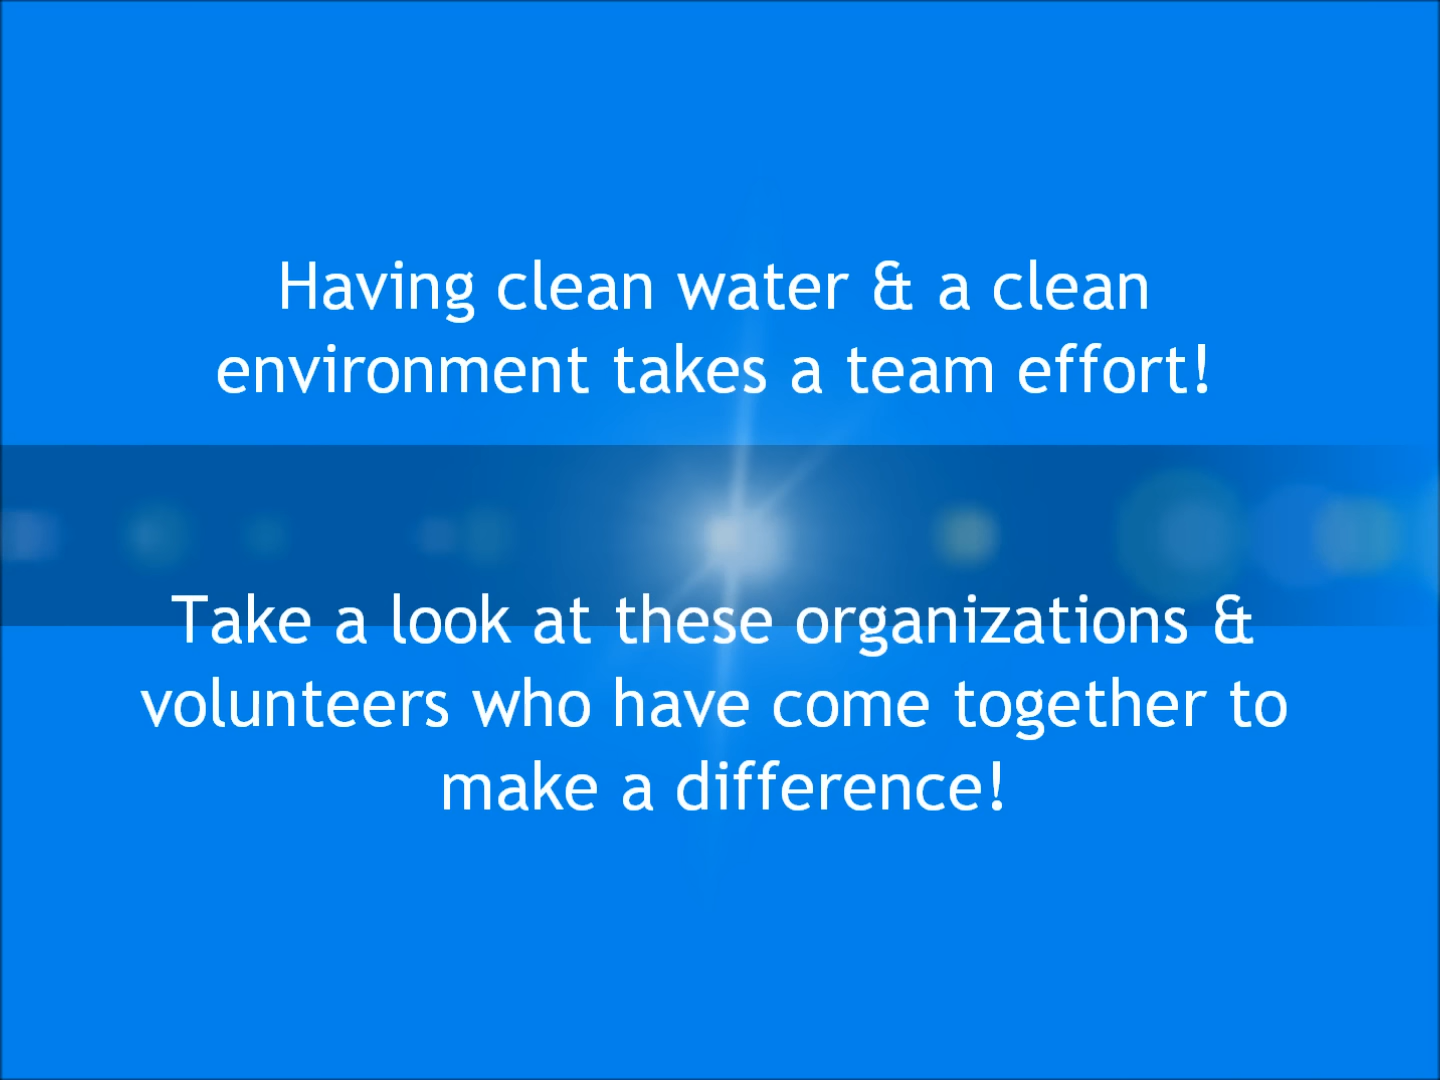 Having clean water & a clean
environment takes a team effort!
Take a look at these organizations &
volunteers who have come together to
make a difference!